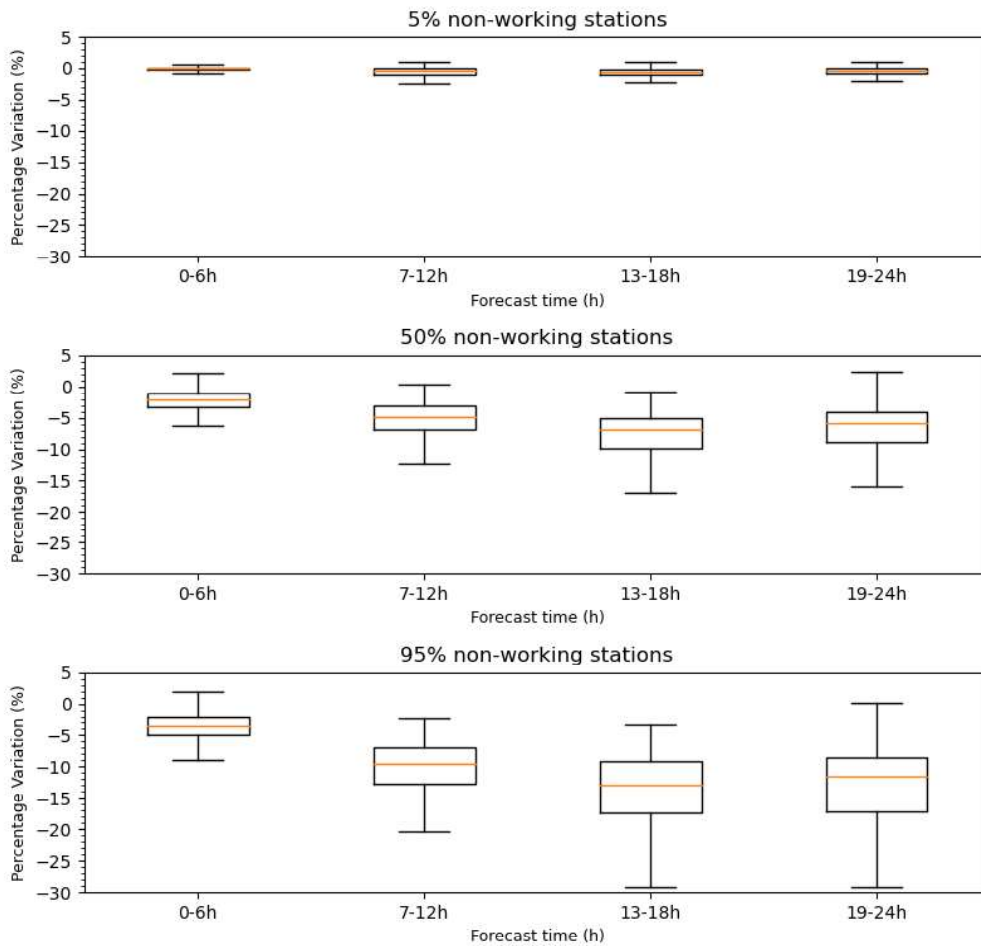 5% non-working stations
Percentage Variation (%)
5
0
−5
−10
−15
−20
−25
−30
0-6h 7-12h 13-18h 19-24h
Forecast time (h)
50% non-working stations
Percentage Variation (%)
5
0
−5
−10
−15
−20
−25
−30
0-6h 7-12h 13-18h 19-24h
Forecast time (h)
95% non-working stations
Percentage Variation (%)
5
0
−5
−10
−15
−20
−25
−30
0-6h 7-12h 13-18h 19-24h
Forecast time (h)